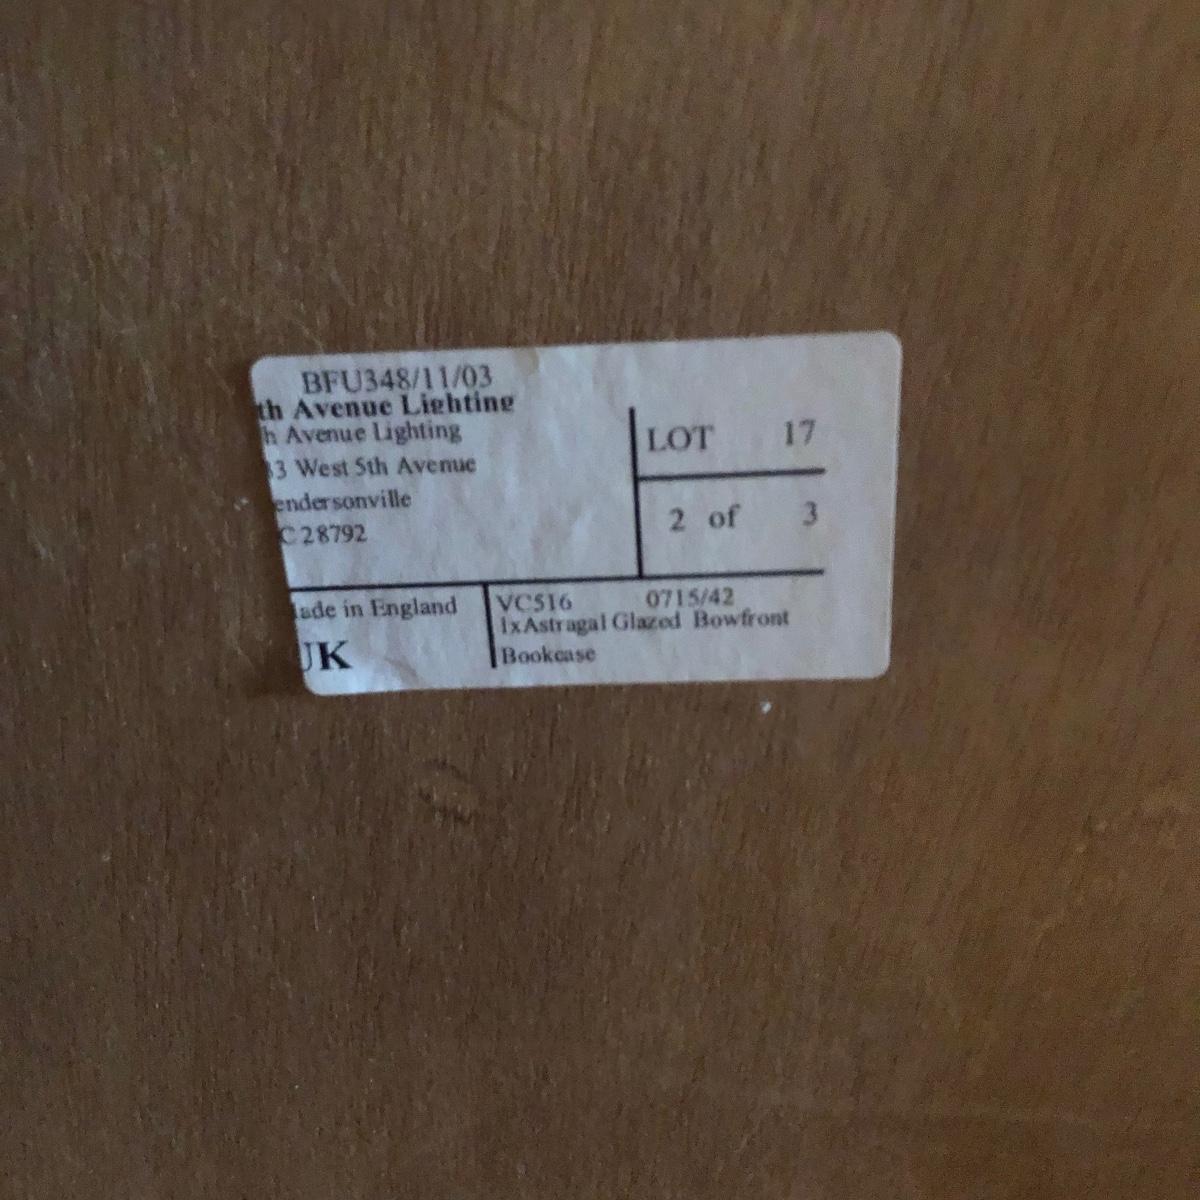 BFU348/11/03
th Avenue Lighting
h Avenue Lighting
33 West 5th Avenue
endersonville
C 28792
LOT 17
2 of 3
ade in England
UK
VC516 0715/42
1xAstragal Glazed Bowfront
Bookcase